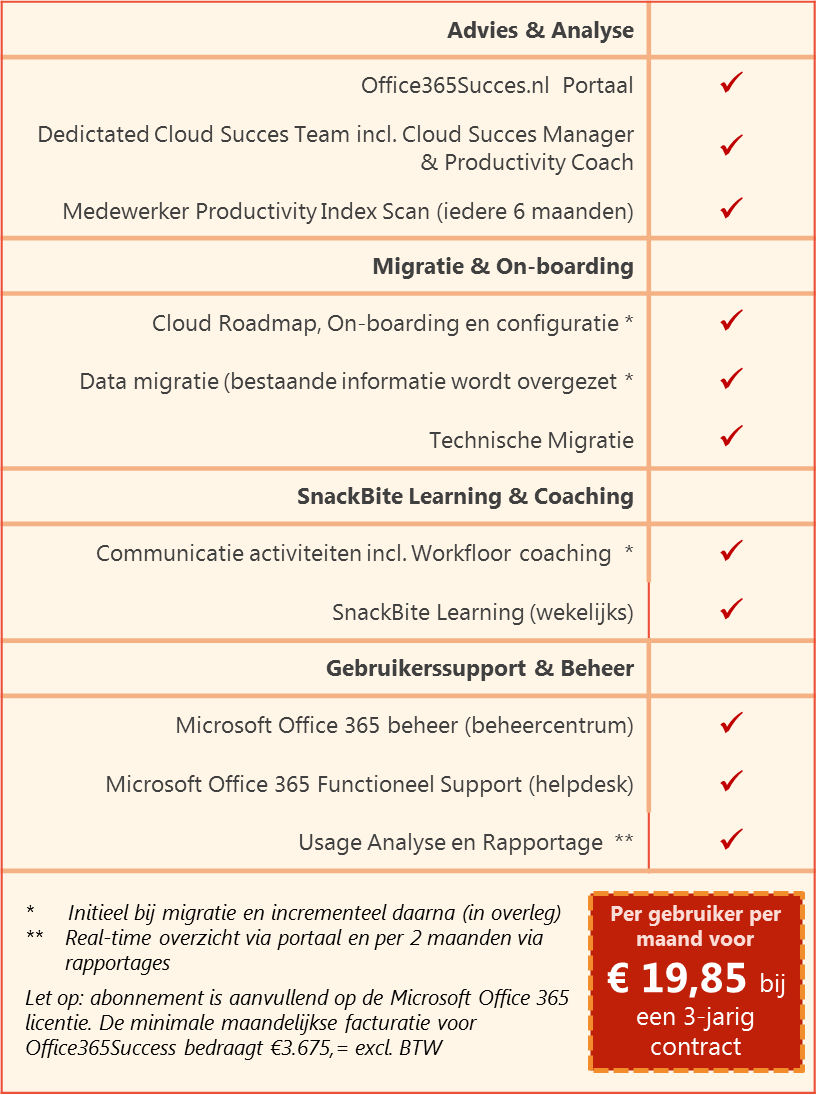 Advies & Analyse
Office365Succes.nl Portaal ✓
Dedictated Cloud Succes Team incl. Cloud Succes Manager
& Productivity Coach ✓
Medewerker Productivity Index Scan (iedere 6 maanden) ✓
Migratie & On-boarding
Cloud Roadmap, On-boarding en configuratie * ✓
Data migratie (bestaande informatie wordt overgezet * ✓
Technische Migratie ✓
SnackBite Learning & Coaching
Communicatie activiteiten incl. Workfloor coaching * ✓
SnackBite Learning (wekelijks) ✓
Gebruikerssupport & Beheer
Microsoft Office 365 beheer (beheercentrum) ✓
Microsoft Office 365 Functioneel Support (helpdesk) ✓
Usage Analyse en Rapportage ** ✓
* Initieel bij migratie en incrementeel daarna (in overleg)
** Real-time overzicht via portaal en per 2 maanden via
rapportages
Let op: abonnement is aanvullend op de Microsoft Office 365
licentie. De minimale maandelijkse facturatie voor
Office365Success bedraagt €3.675,= excl. BTW
Per gebruiker per
maand voor
€ 19,85 bij
een 3-jarig
contract